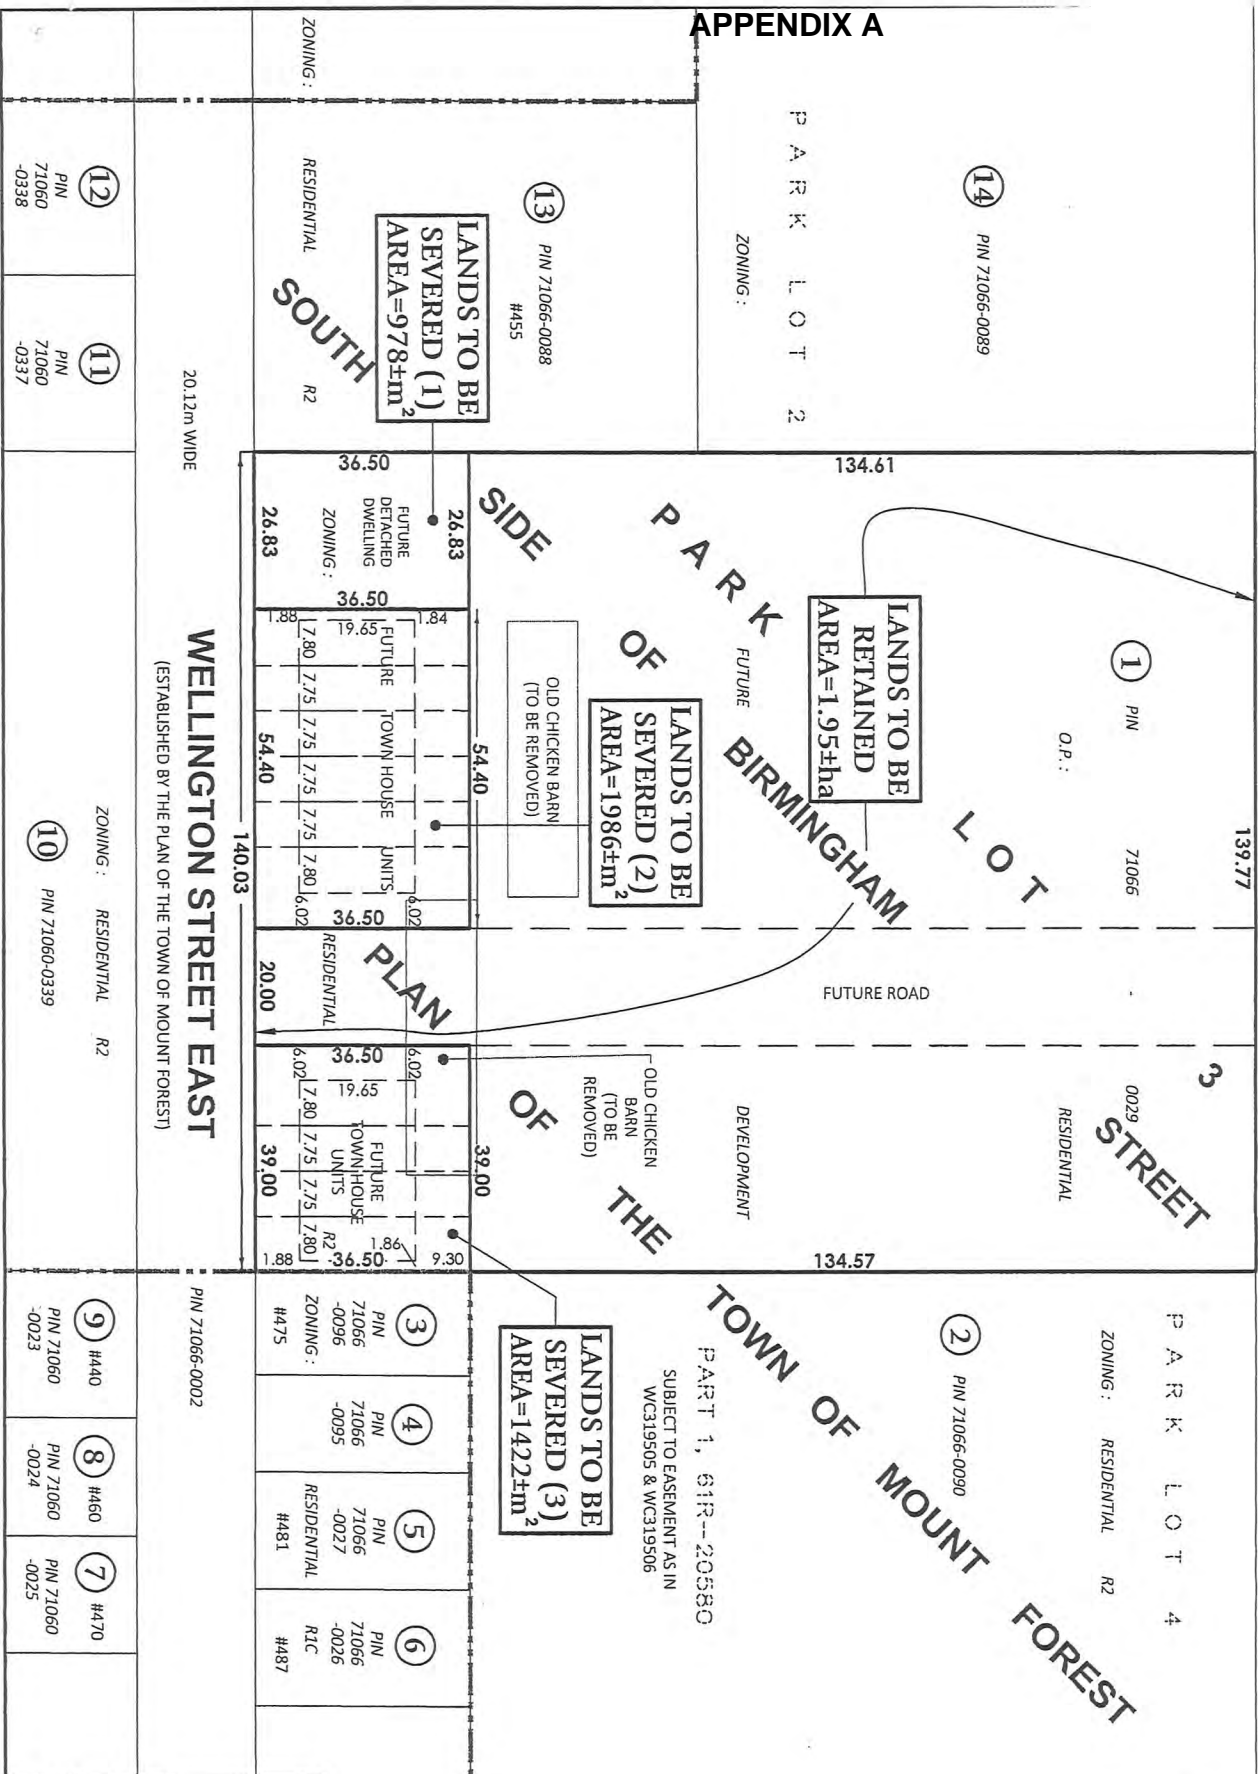 APPENDIX A
PARK LOT 2
ZONING :
14 PIN 71066-0089
ZONING :
13 PIN 71066-0088
#455
RESIDENTIAL R2
LANDS TO BE
SEVERED (1)
AREA=978±m²
12
PIN
71060
-0338
11
PIN
71060
-0337
20.12m WIDE
SOUTH SIDE OF BIRMINGHAM STREET
PARK LOT 3
PLAN OF THE TOWN OF MOUNT FOREST
139.77
134.61
134.57
1 PIN 71066 0029
O.P. : RESIDENTIAL
FUTURE DEVELOPMENT
LANDS TO BE
RETAINED
AREA=1.95±ha
FUTURE ROAD
LANDS TO BE
SEVERED (2)
AREA=1986±m²
OLD CHICKEN BARN
(TO BE REMOVED)
OLD CHICKEN
BARN
(TO BE
REMOVED)
26.83
36.50
FUTURE
DETACHED
DWELLING
ZONING : RESIDENTIAL R2
36.50
26.83
54.40
1.84
1.88
19.65
FUTURE TOWN HOUSE UNITS
7.80 7.75 7.75 7.75 7.75 7.80
6.02
6.02
36.50
54.40
20.00
39.00
6.02
6.02
36.50
19.65
FUTURE
TOWN HOUSE
UNITS
7.80 7.75 7.75 7.80
1.86
9.30
1.88
36.50
39.00
140.03
WELLINGTON STREET EAST
(ESTABLISHED BY THE PLAN OF THE TOWN OF MOUNT FOREST)
PIN 71066-0002
ZONING : RESIDENTIAL R2
10 PIN 71060-0339
PARK LOT 4
ZONING : RESIDENTIAL R2
2 PIN 71066-0090
PART 1, 61R-20580
SUBJECT TO EASEMENT AS IN
WC319505 & WC319506
LANDS TO BE
SEVERED (3)
AREA=1422±m²
3
PIN
71066
-0096
ZONING :
#475
4
PIN
71066
-0095
5
PIN
71066
-0027
RESIDENTIAL
#481
6
PIN
71066
-0026
R1C
#487
9 #440
PIN 71060
-0023
8 #460
PIN 71060
-0024
7 #470
PIN 71060
-0025